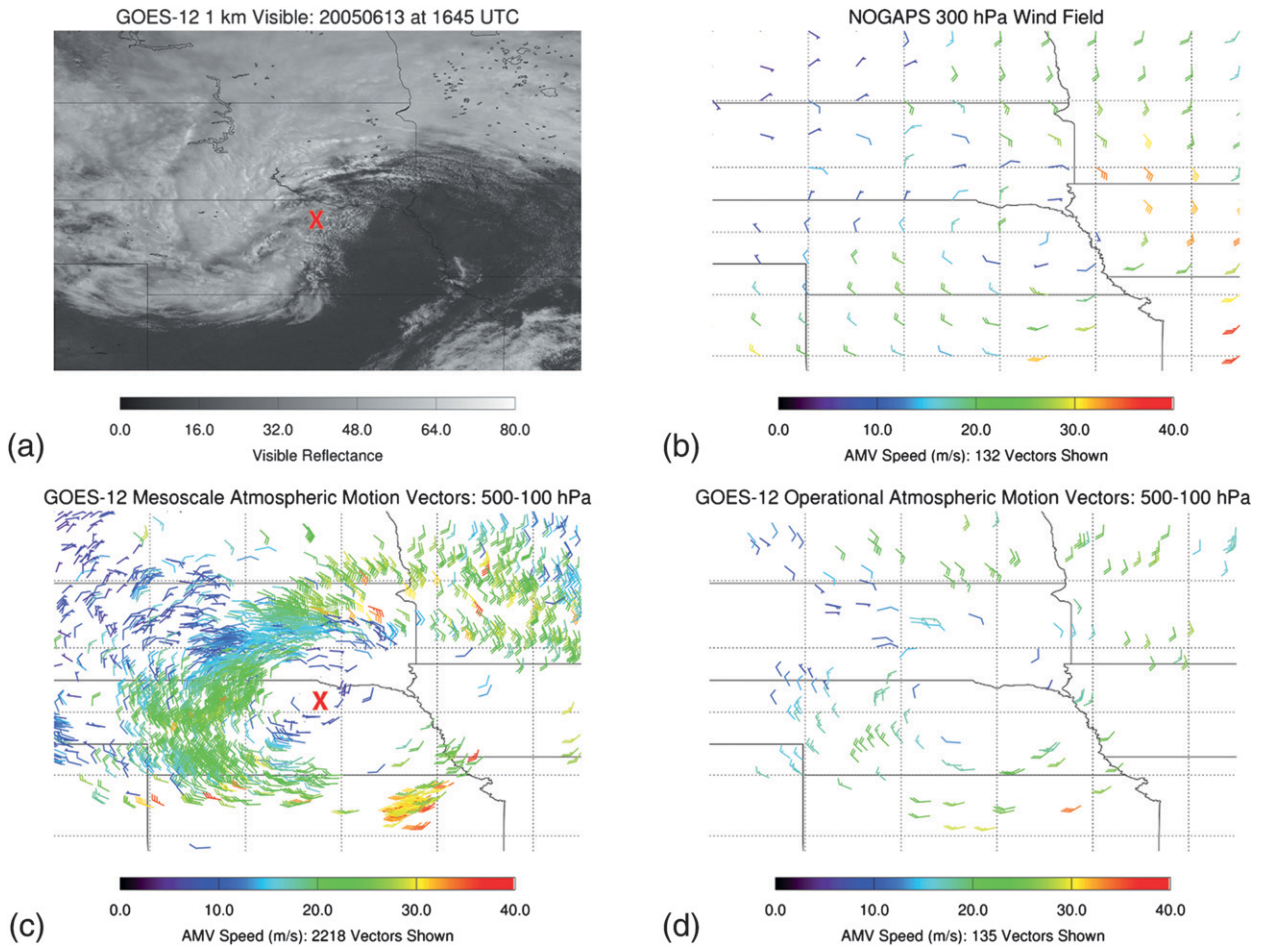 GOES-12 1 km Visible: 20050613 at 1645 UTC
X
0.0 16.0 32.0 48.0 64.0 80.0
Visible Reflectance
(a)
NOGAPS 300 hPa Wind Field
0.0 10.0 20.0 30.0 40.0
AMV Speed (m/s): 132 Vectors Shown
(b)
GOES-12 Mesoscale Atmospheric Motion Vectors: 500-100 hPa
X
0.0 10.0 20.0 30.0 40.0
AMV Speed (m/s): 2218 Vectors Shown
(c)
GOES-12 Operational Atmospheric Motion Vectors: 500-100 hPa
0.0 10.0 20.0 30.0 40.0
AMV Speed (m/s): 135 Vectors Shown
(d)